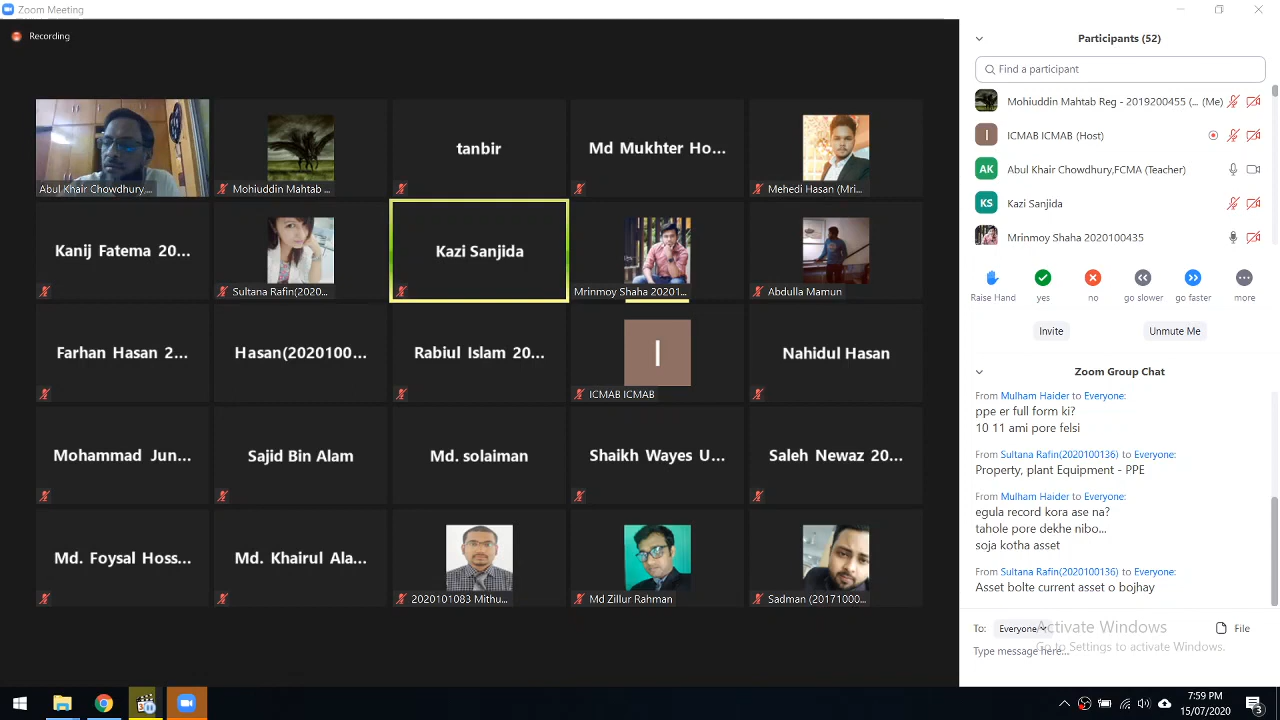 Zoom Meeting
Recording
Abul Khair Chowdhury,...
Mohiuddin Mahtab ...
tanbir
Md Mukhter Ho...
Mehedi Hasan (Mri...
Kanij Fatema 20...
Sultana Rafin(2020...
Kazi Sanjida
Mrinmoy Shaha 20201...
Abdulla Mamun
Farhan Hasan 2...
Hasan(2020100...
Rabiul Islam 20...
I
ICMAB ICMAB
Nahidul Hasan
Mohammad Jun...
Sajid Bin Alam
Md. solaiman
Shaikh Wayes U...
Saleh Newaz 20...
Md. Foysal Hoss...
Md. Khairul Ala...
2020101083 Mithu...
Md Zillur Rahman
Sadman (20171000...
Participants (52)
Find a participant
Mohiuddin Mahtab Reg - 2019200455 (... (Me)
I ICMAB ICMAB (Host)
AK Abul Khair Chowdhury,FCMA (Teacher)
KS Kazi Sanjida
Mrinmoy Shaha 2020100435
Raise Hand yes no go slower go faster more
Invite Unmute Me
Zoom Group Chat
From Mulham Haider to Everyone:
ppe er full form ki?
10 11 ami pore felsi
From Sultana Rafin(2020100136) to Everyone:
Property, plant Equipment - PPE
From Mulham Haider to Everyone:
egula record kora ase na?
tahole pore dekhe nibo...
soja kotha asset
From Sultana Rafin(2020100136) to Everyone:
Asset bolte current asset o bojhay
To: Everyone File
Activate Windows
Go to Settings to activate Windows.
Type message here...
7:59 PM
15/07/2020
3